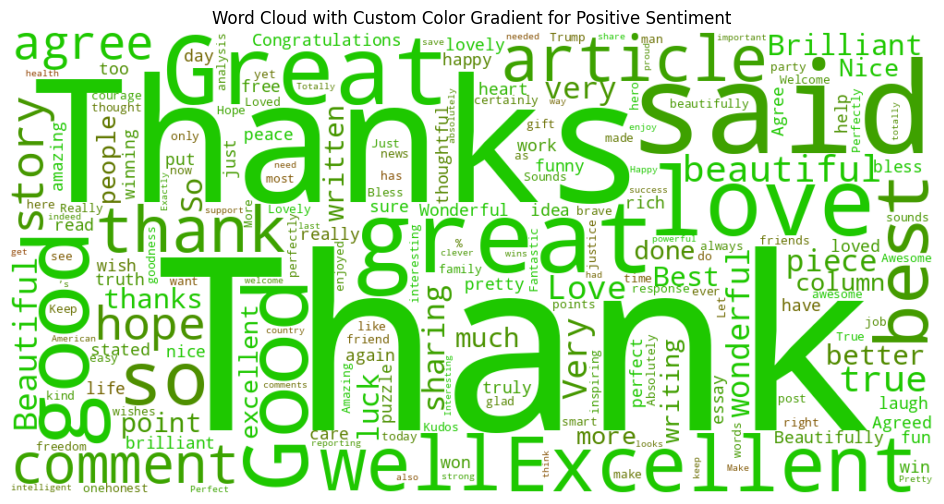 Word Cloud with Custom Color Gradient for Positive Sentiment
agree
Great
Congratulations
save
needed
Trump
share
man
important
Brilliant
too
day
analysis
yet
free
lovely
happy
article
proud
party
Nice
health
Thanks
Totally
Loved
heart
very
said
Welcome
courage
thought
Hope
certainly
hero
beautifully
Agree
help
Perfectly
totally
story
amazing
people
winning
only
put
now
so
just
peace
written
thoughtful
absolutely
gift
work
made
enjoy
need
most
Just
news
as
funny
Sounds
beautiful
bless
exactly
has
Bless
Happy
success
rich
love
best
here
Really
read
support
More
Lovely
last
sure
Wonderful
idea
brave
sounds
indeed
thank
perfectly
really
great
justice
powerful
always
friends
loved
Awesome
get
see
goodness
want
welcome
enjoyed
interesting
%
clever
wins
Fantastic
had
done
do
wish
truth
family
time
Best
piece
's
Keep
thanks
pretty
Love
response
ever
column
awesome
good
Beautiful
American
hope
country
Good
Thank
points
Let
have
True
job
stated
easy
nice
excellent
comments
like
friend
again
much
sharing
Very
inspiring
perfect
Absolutely
writing
essay
wonderful
better
life
kind
so
Amazing
luck
puzzle
Interesting
truly
glad
true
wishes
point
post
laugh
freedom
brilliant
care
reporting
today
Kudos
smart
more
words
right
Agreed
comment
won
looks
Beautifully
fun
intelligent
onehonest
Perfect
also
well
strong
Excellent
think
make
keep
Make
win
Pretty
way